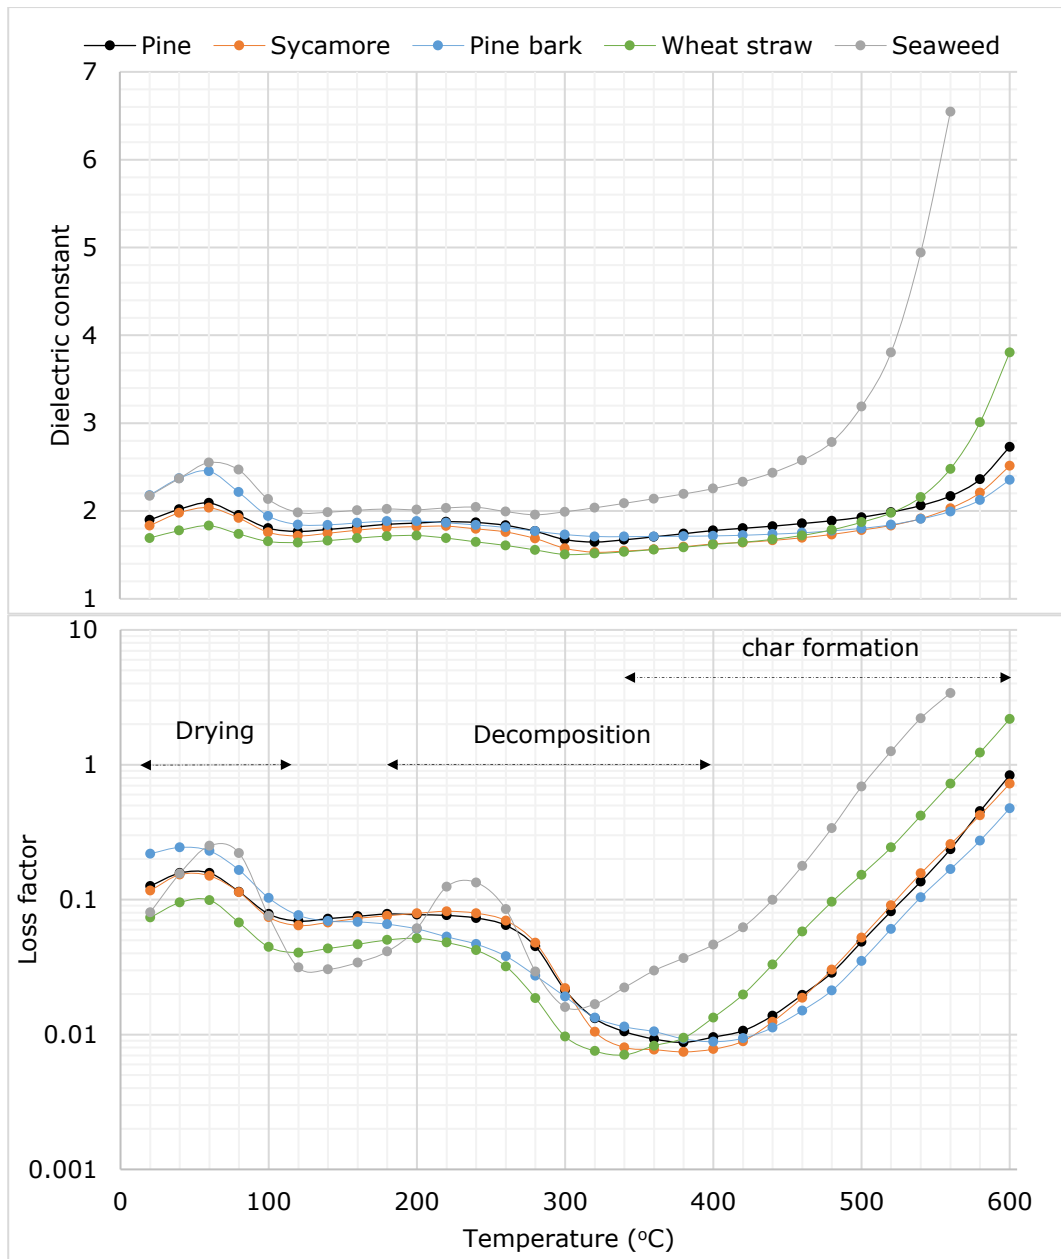 Pine Sycamore Pine bark Wheat straw Seaweed
7
6
5
4
3
2
1
Dielectric constant
10
1
0.1
0.01
0.001
Loss factor
char formation
Drying
Decomposition
0 100 200 300 400 500 600
Temperature (°C)